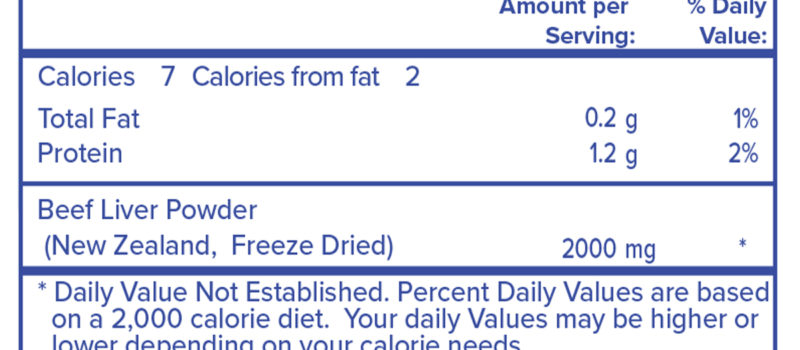 Amount per % Daily
Serving: Value:
Calories 7 Calories from fat 2
Total Fat 0.2 g 1%
Protein 1.2 g 2%
Beef Liver Powder
(New Zealand, Freeze Dried) 2000 mg *
* Daily Value Not Established. Percent Daily Values are based
on a 2,000 calorie diet. Your daily Values may be higher or
lower depending on your calorie needs